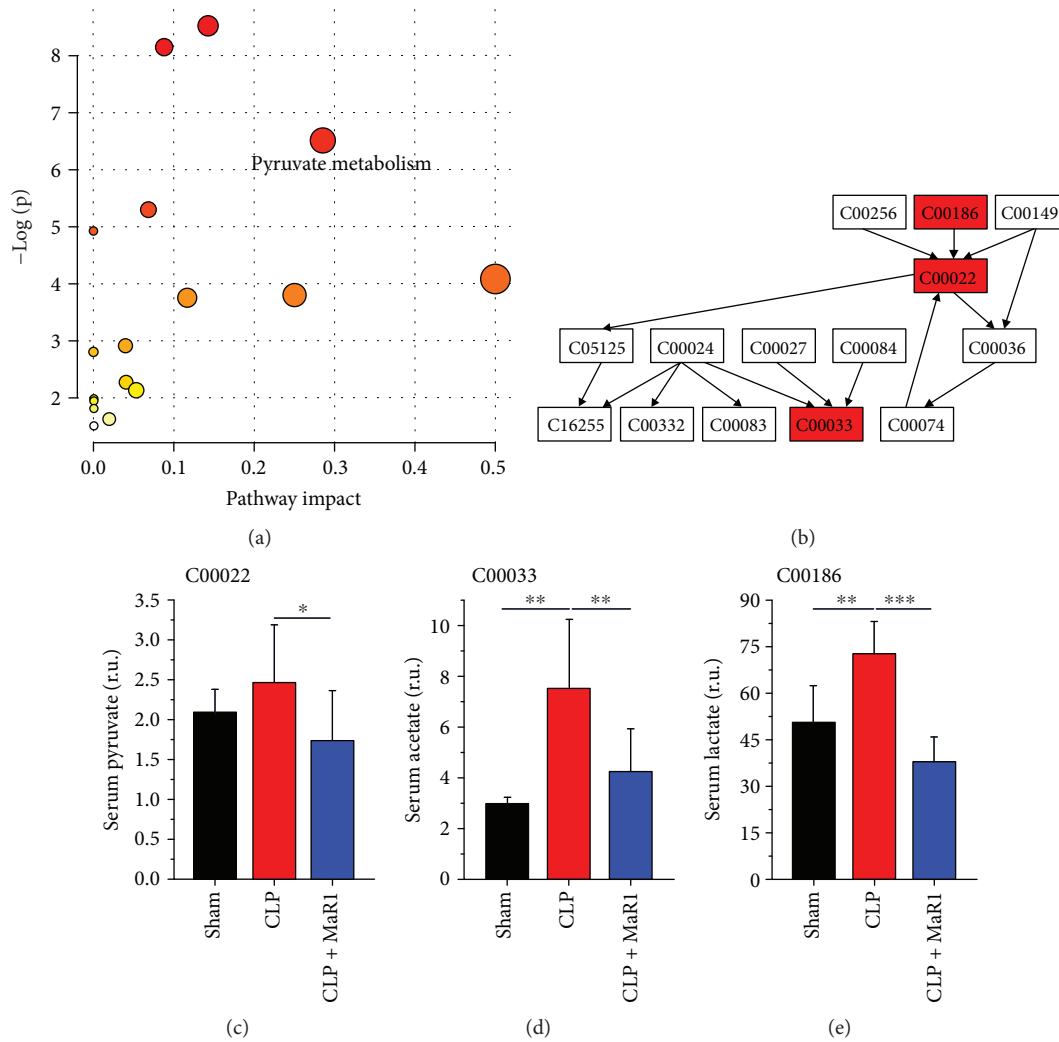 8
7
6
5
4
3
2
−Log (p)
Pyruvate metabolism
0.0 0.1 0.2 0.3 0.4 0.5
Pathway impact
(a)
C00256 C00186 C00149
C00022
C05125 C00024 C00027 C00084 C00036
C16255 C00332 C00083 C00033 C00074
(b)
C00022
3.5
3.0
2.5
2.0
1.5
1.0
0.5
0.0
Serum pyruvate (r.u.)
*
Sham
CLP
CLP + MaR1
(c)
C00033
10
8
6
4
2
0
Serum acetate (r.u.)
** **
Sham
CLP
CLP + MaR1
(d)
C00186
90
75
60
45
30
15
0
Serum lactate (r.u.)
** ***
Sham
CLP
CLP + MaR1
(e)